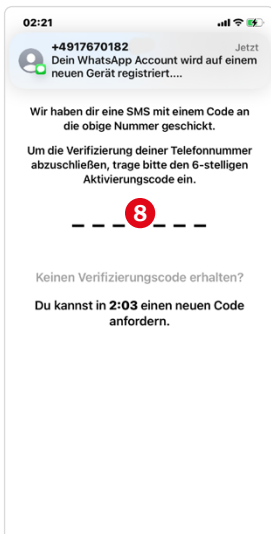 02:21
+4917670182
Jetzt
Dein WhatsApp Account wird auf einem
neuen Gerät registriert....
Wir haben dir eine SMS mit einem Code an
die obige Nummer geschickt.
Um die Verifizierung deiner Telefonnummer
abzuschließen, trage bitte den 6-stelligen
Aktivierungscode ein.
8
Keinen Verifizierungscode erhalten?
Du kannst in 2:03 einen neuen Code
anfordern.